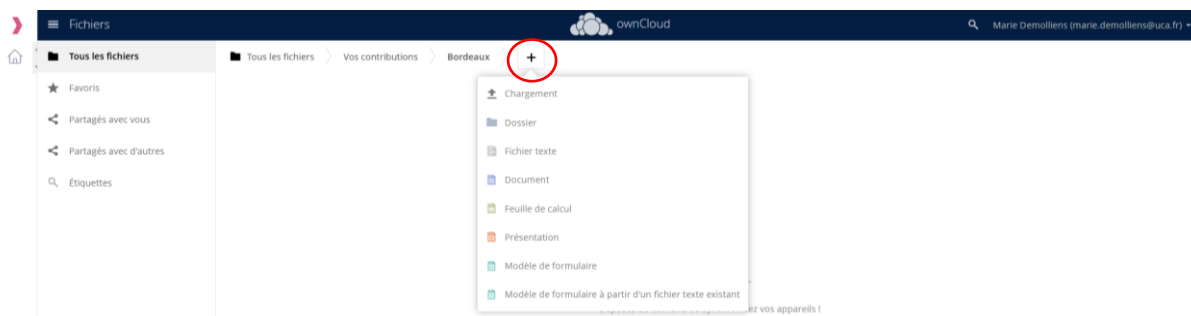 Fichiers
ownCloud
Marie Demolliens (marie.demolliens@uca.fr)
Tous les fichiers
Favoris
Partagés avec vous
Partagés avec d'autres
Étiquettes
Tous les fichiers
Vos contributions
Bordeaux
+
Chargement
Dossier
Fichier texte
Document
Feuille de calcul
Présentation
Modèle de formulaire
Modèle de formulaire à partir d'un fichier texte existant
vos appareils !